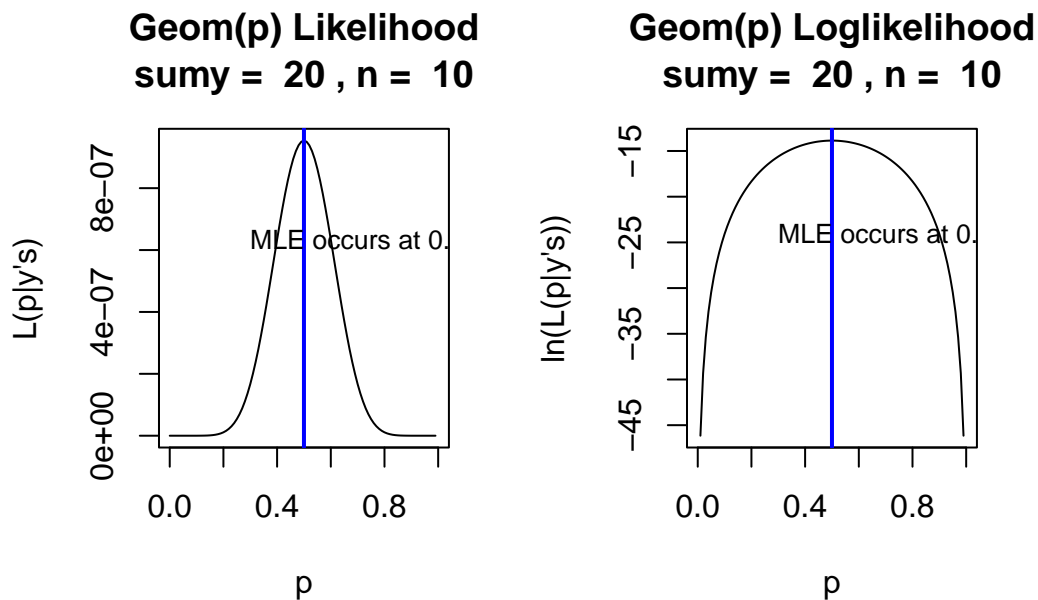 Geom(p) Likelihood
sumy =  20 , n =  10
L(p|y's)
0e+00
4e−07
8e−07
MLE occurs at 0.
0.0
0.4
0.8
p
Geom(p) Loglikelihood
sumy =  20 , n =  10
ln(L(p|y's))
−45
−35
−25
−15
MLE occurs at 0.
0.0
0.4
0.8
p